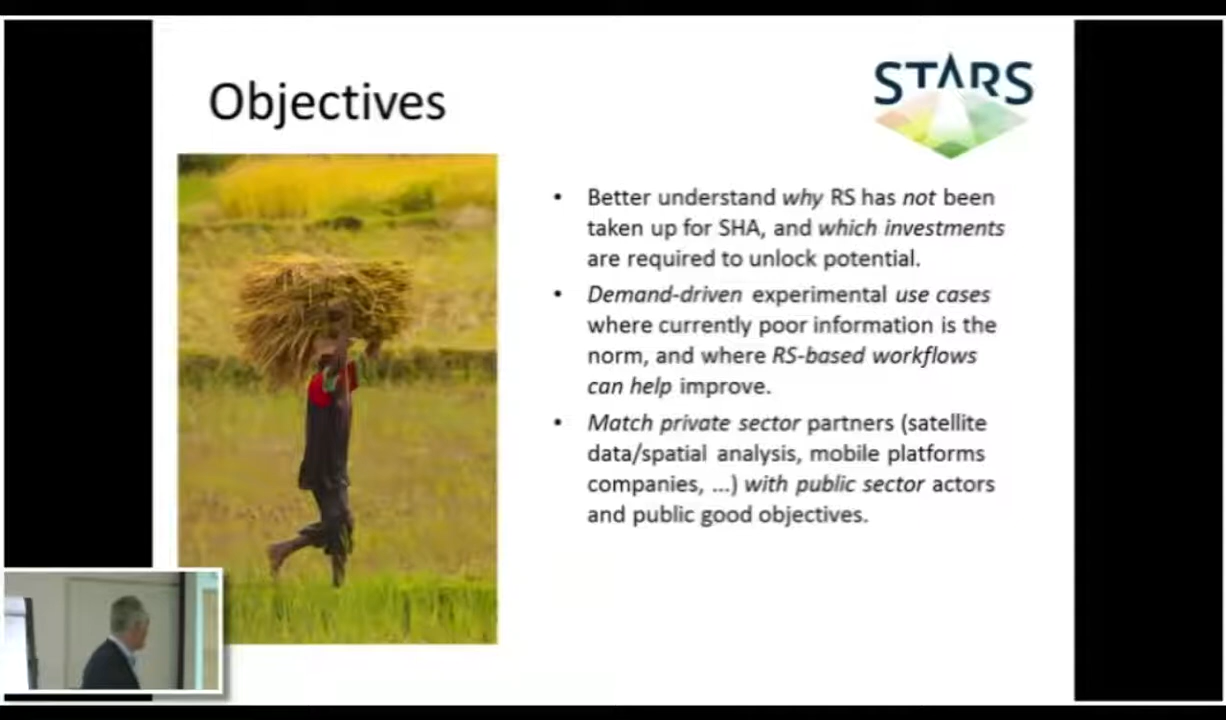 Objectives
STARS
• Better understand why RS has not been
taken up for SHA, and which investments
are required to unlock potential.
• Demand-driven experimental use cases
where currently poor information is the
norm, and where RS-based workflows
can help improve.
• Match private sector partners (satellite
data/spatial analysis, mobile platforms
companies, ...) with public sector actors
and public good objectives.